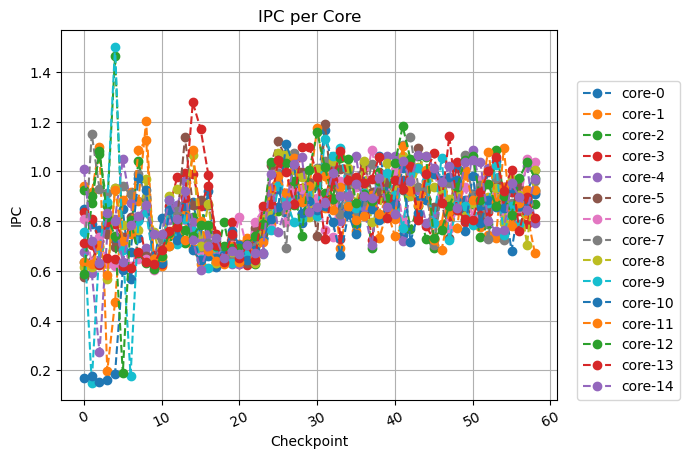 IPC per Core
IPC
1.4
1.2
1.0
0.8
0.6
0.4
0.2
0
10
20
30
40
50
60
Checkpoint
core-0
core-1
core-2
core-3
core-4
core-5
core-6
core-7
core-8
core-9
core-10
core-11
core-12
core-13
core-14